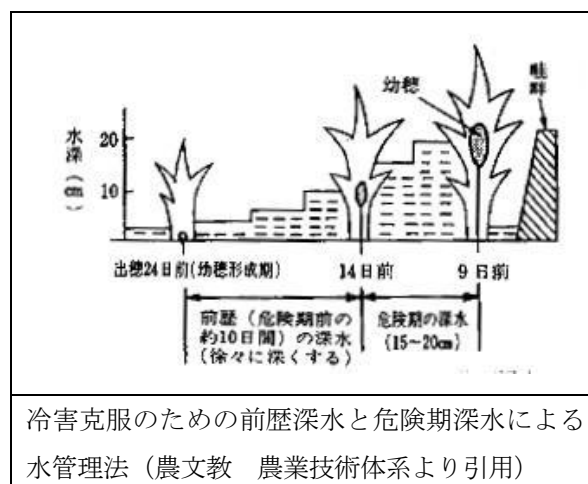 幼穂
畦畔
水深(cm)
20
10
出穂24日前(幼穂形成期)
14日前
9日前
前歴(危険期前の
約10日間)の深水
(徐々に深くする)
危険期の深水
(15~20cm)
冷害克服のための前歴深水と危険期深水による
水管理法(農文教 農業技術体系より引用)